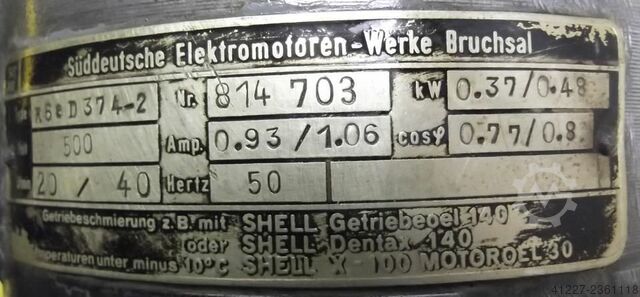 Süddeutsche Elektromotoren-Werke Bruchsal
D374-2 Nr. 814 703 kW 0.37/0.48
500 Amp. 0.93/1.06 cosφ 0.77/0.8
20 / 40 Hertz 50
Getriebeschmierung z.B. mit SHELL Getriebeoel 140
oder SHELL Dentax 140
unter minus 10°C SHELL X-100 MOTOROEL 30
41227-2361118